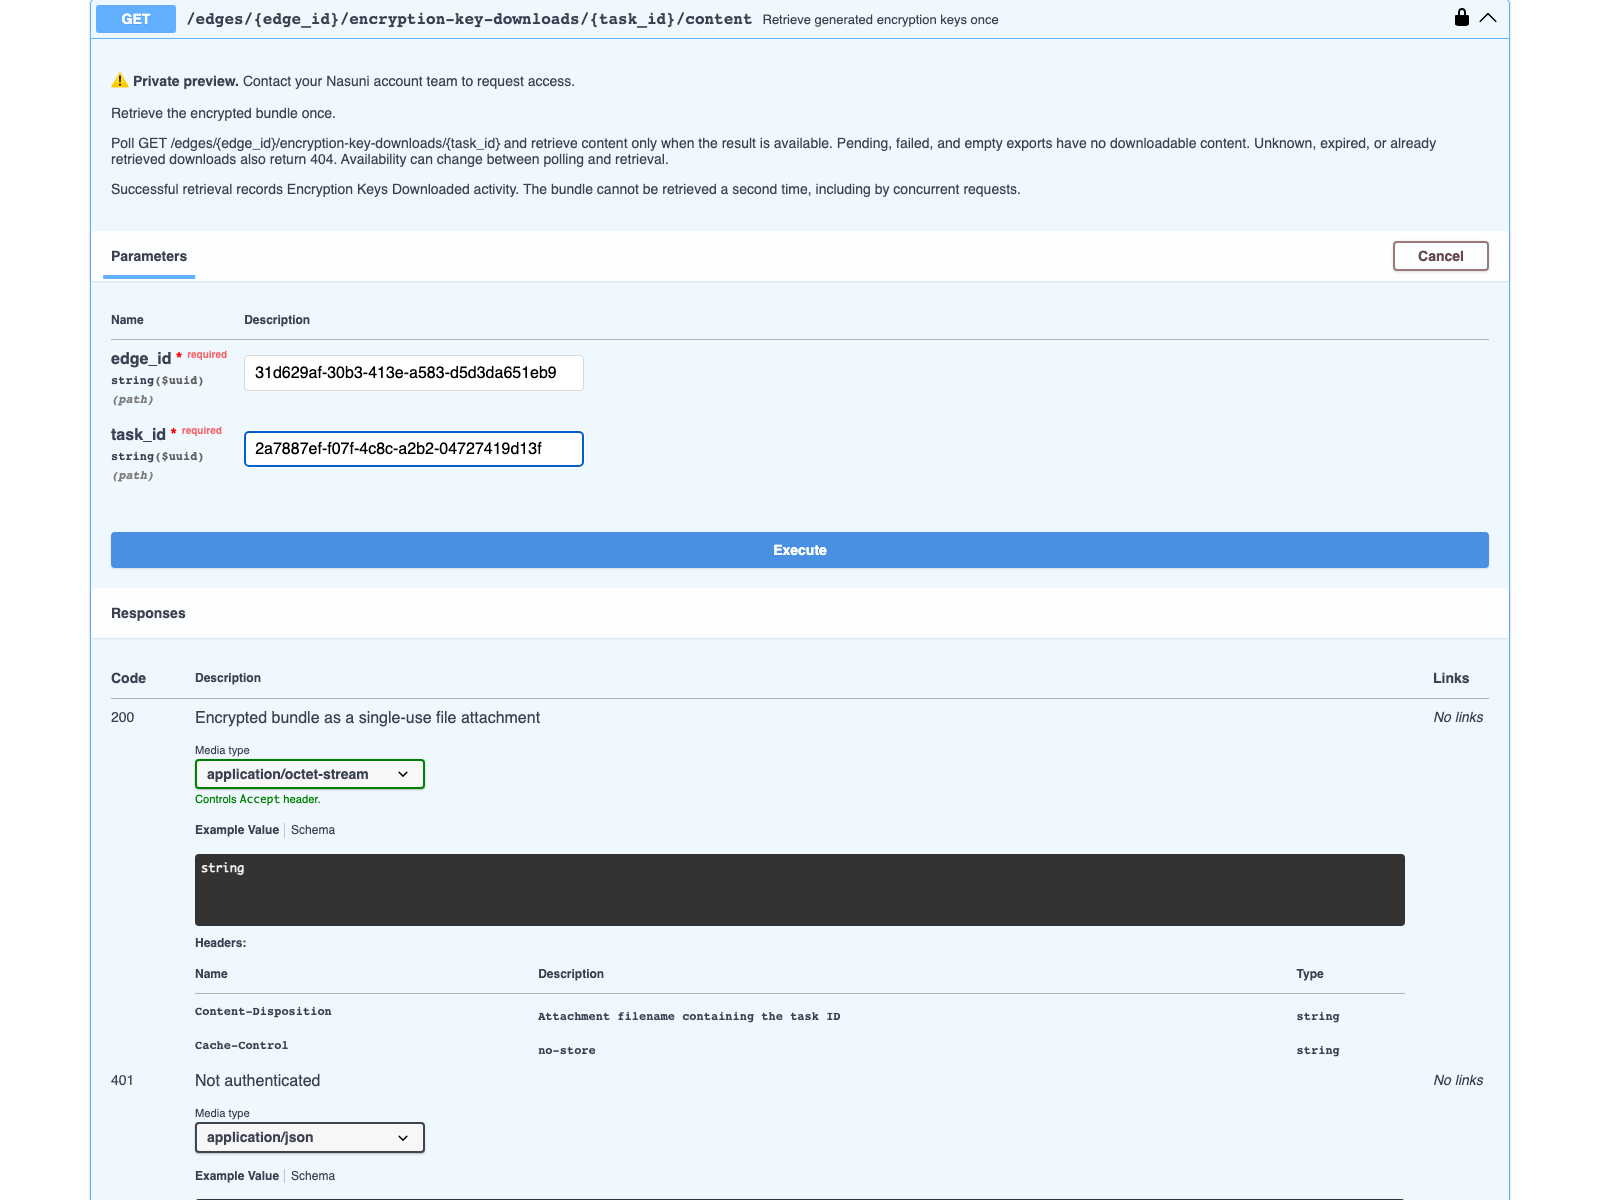 GET /edges/{edge_id}/encryption-key-downloads/{task_id}/content Retrieve generated encryption keys once
Private preview. Contact your Nasuni account team to request access.
Retrieve the encrypted bundle once.
Poll GET /edges/{edge_id}/encryption-key-downloads/{task_id} and retrieve content only when the result is available. Pending, failed, and empty exports have no downloadable content. Unknown, expired, or already
retrieved downloads also return 404. Availability can change between polling and retrieval.
Successful retrieval records Encryption Keys Downloaded activity. The bundle cannot be retrieved a second time, including by concurrent requests.
Parameters Cancel
Name Description
edge_id * required
string($uuid)
(path)
31d629af-30b3-413e-a583-d5d3da651eb9
task_id * required
string($uuid)
(path)
2a7887ef-f07f-4c8c-a2b2-04727419d13f
Execute
Responses
Code Description Links
200 Encrypted bundle as a single-use file attachment No links
Media type
application/octet-stream
Controls Accept header.
Example Value Schema
string
Headers:
Name Description Type
Content-Disposition Attachment filename containing the task ID string
Cache-Control no-store string
401 Not authenticated No links
Media type
application/json
Example Value Schema